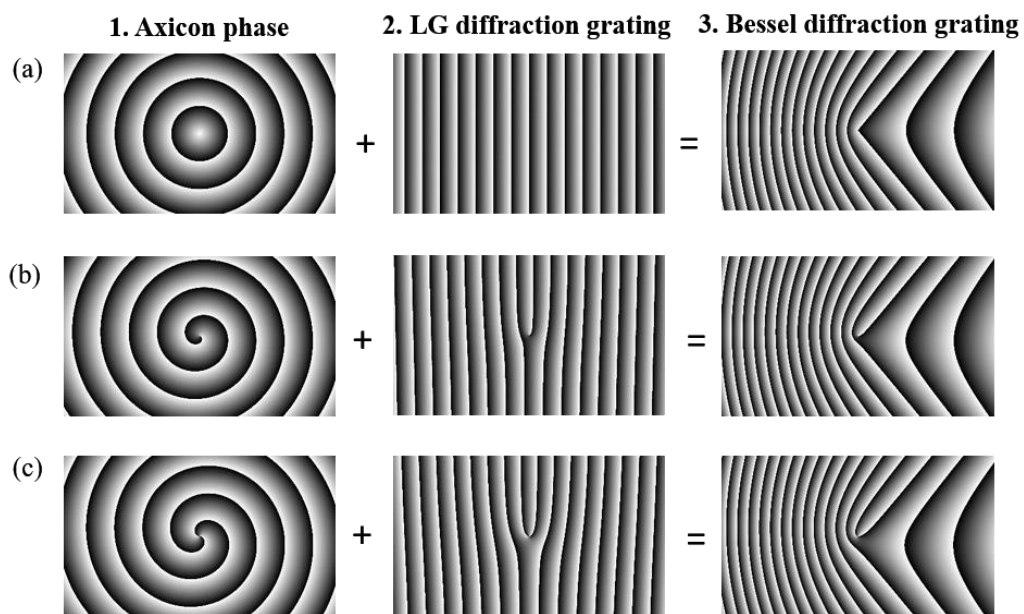 1. Axicon phase 2. LG diffraction grating 3. Bessel diffraction grating
(a) + =
(b) + =
(c) + =